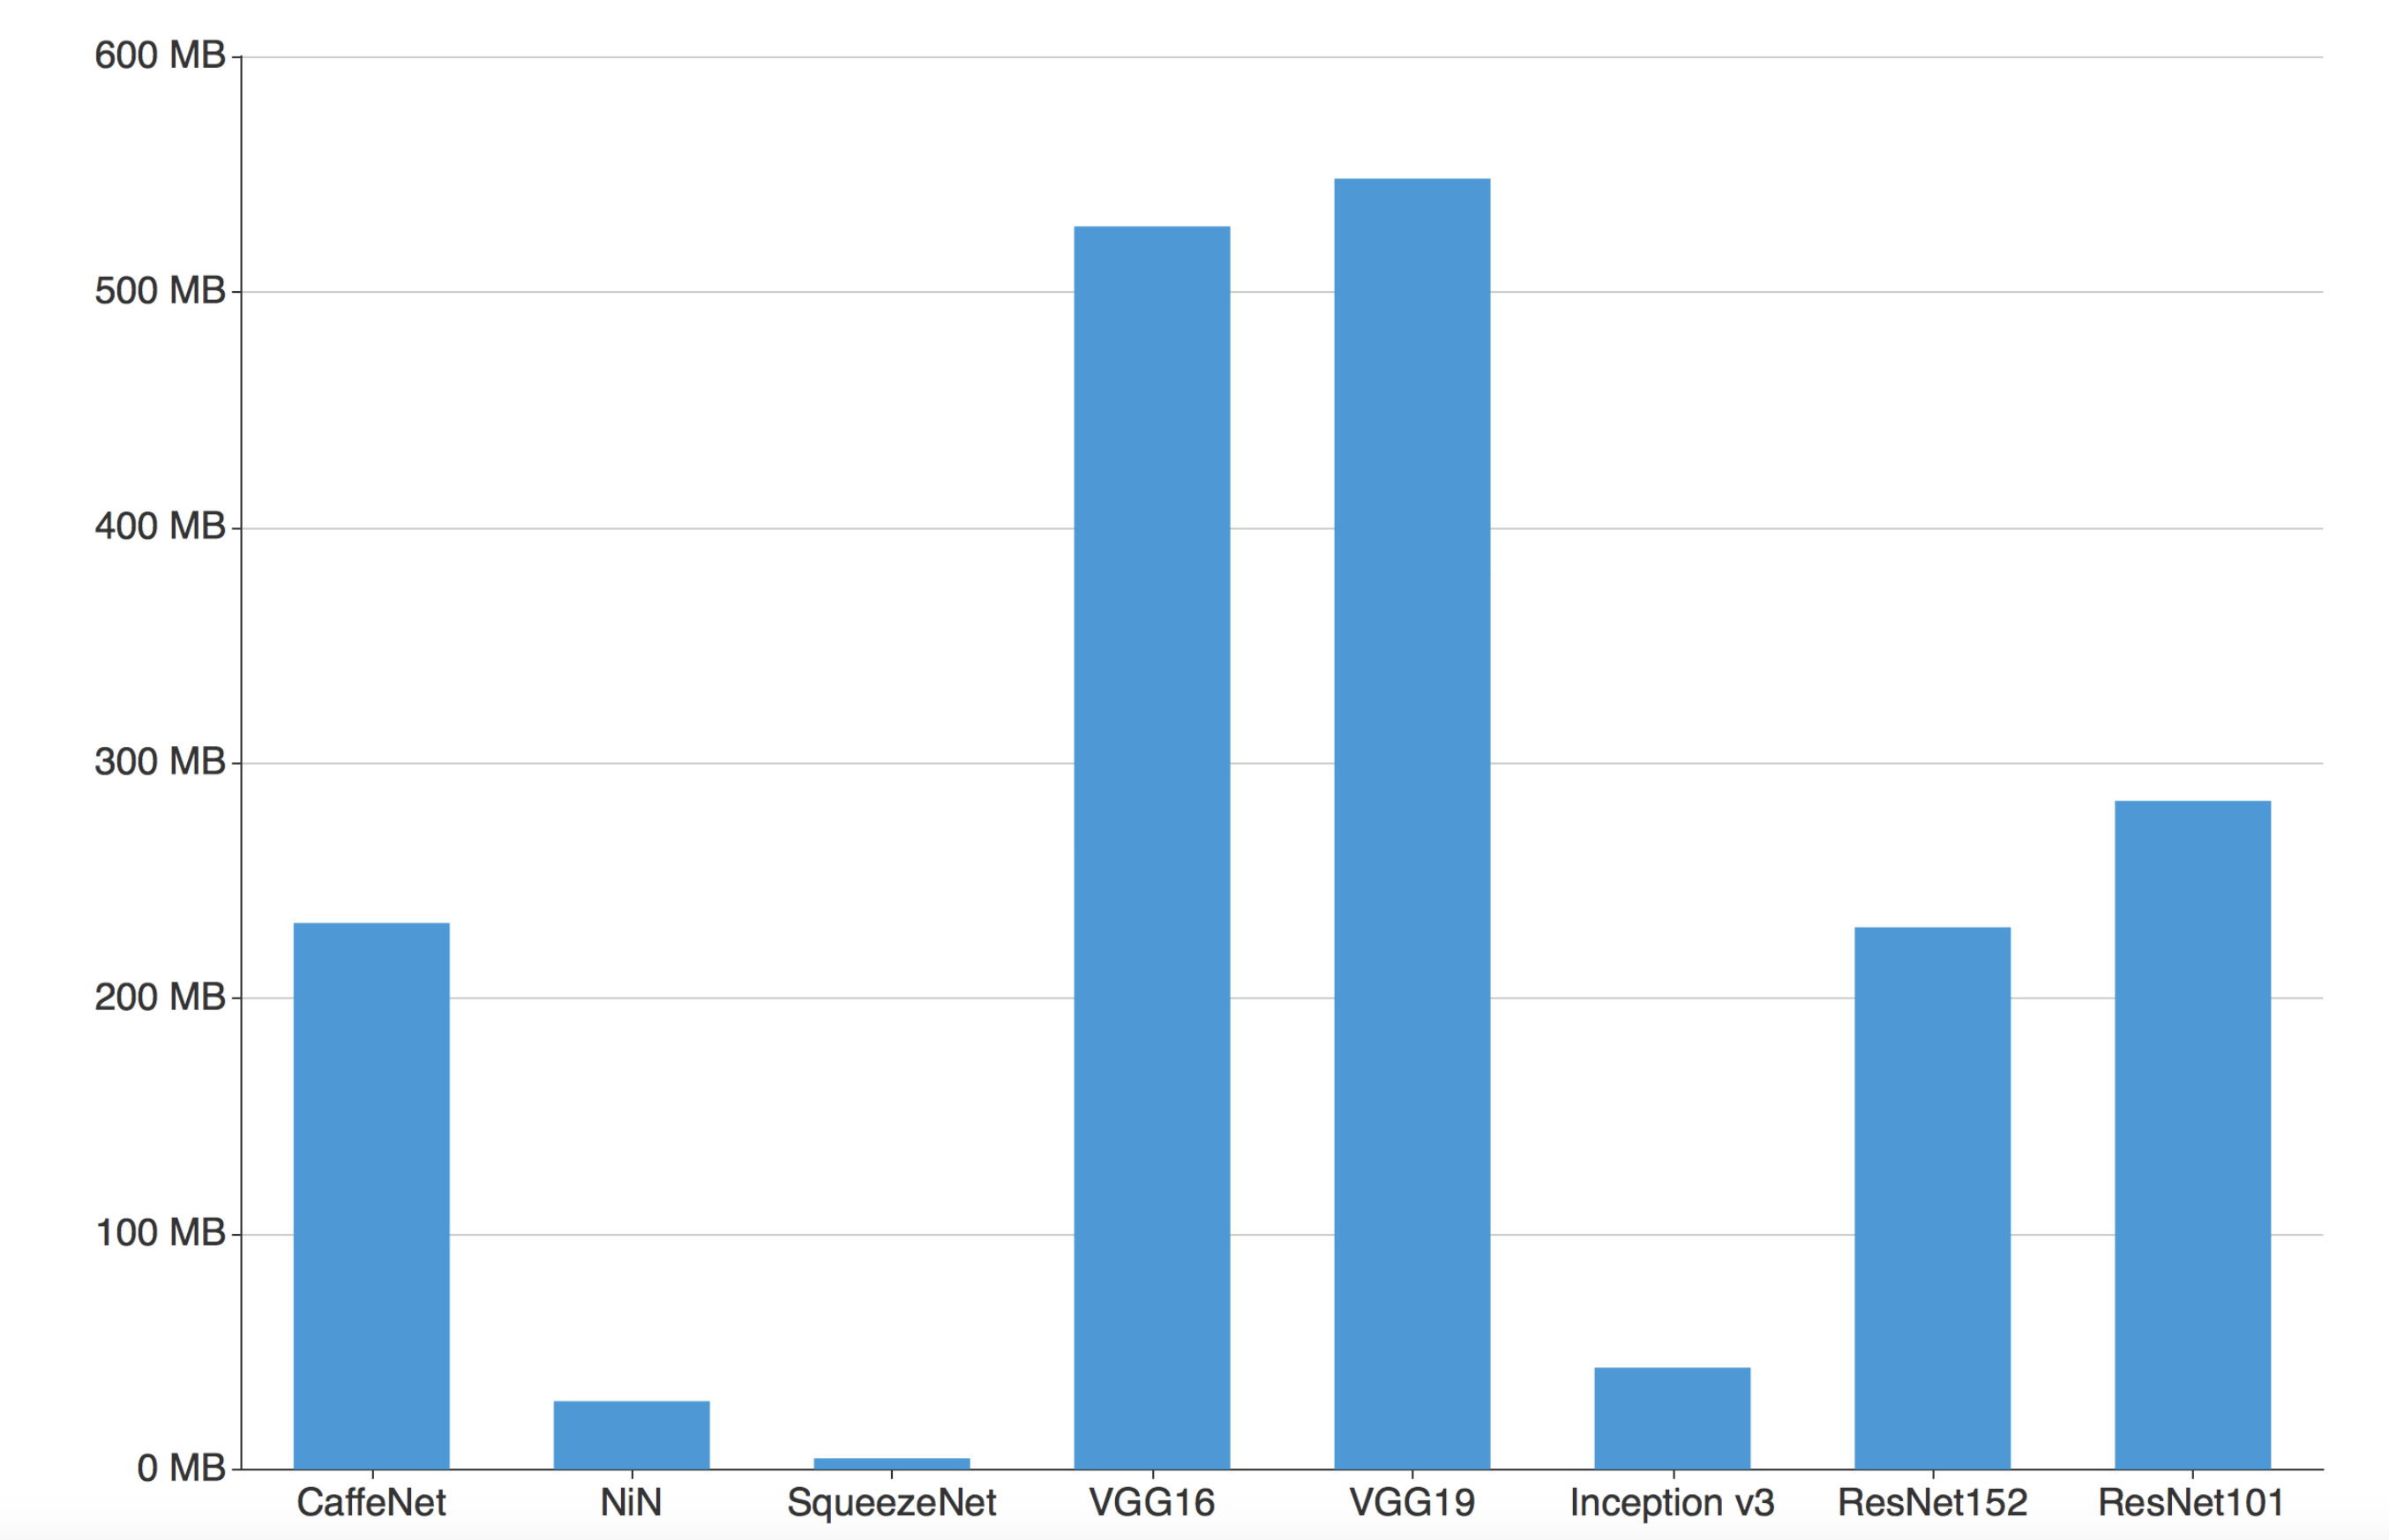 600 MB
500 MB
400 MB
300 MB
200 MB
100 MB
0 MB
CaffeNet NiN SqueezeNet VGG16 VGG19 Inception v3 ResNet152 ResNet101